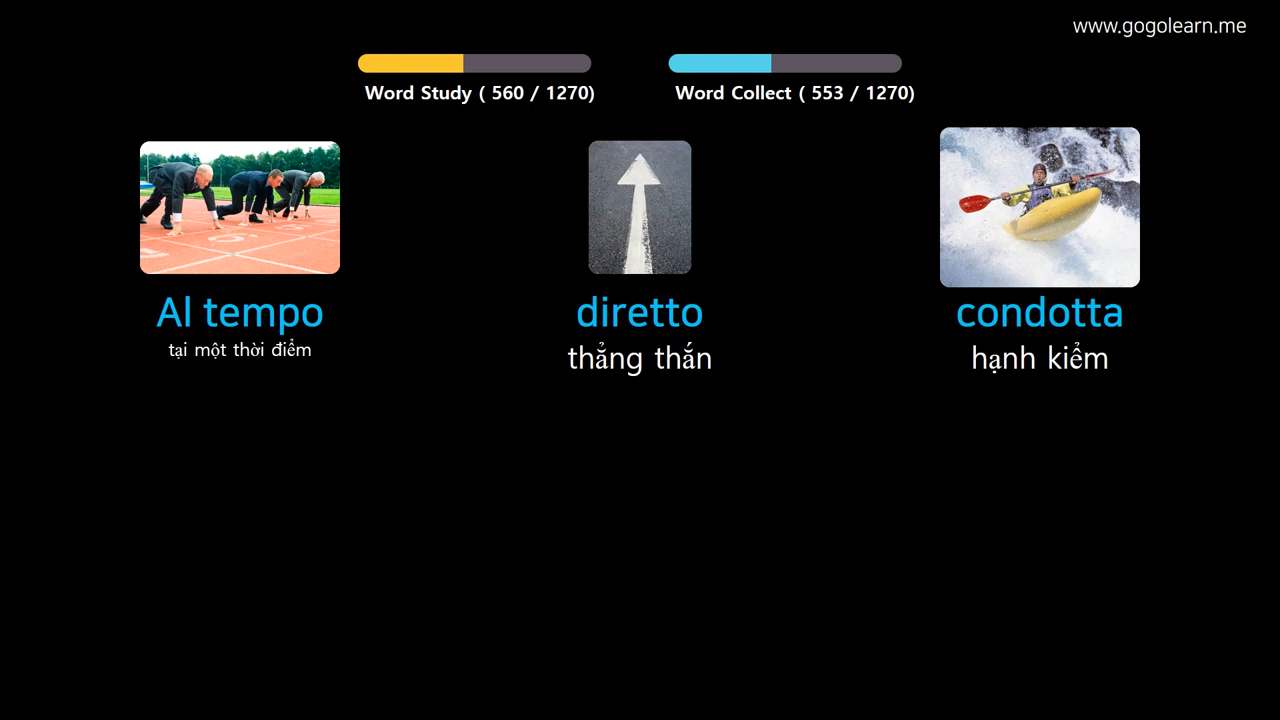 www.gogolearn.me
Word Study ( 560 / 1270)
Word Collect ( 553 / 1270)
Al tempo
tại một thời điểm
diretto
thẳng thắn
condotta
hạnh kiểm